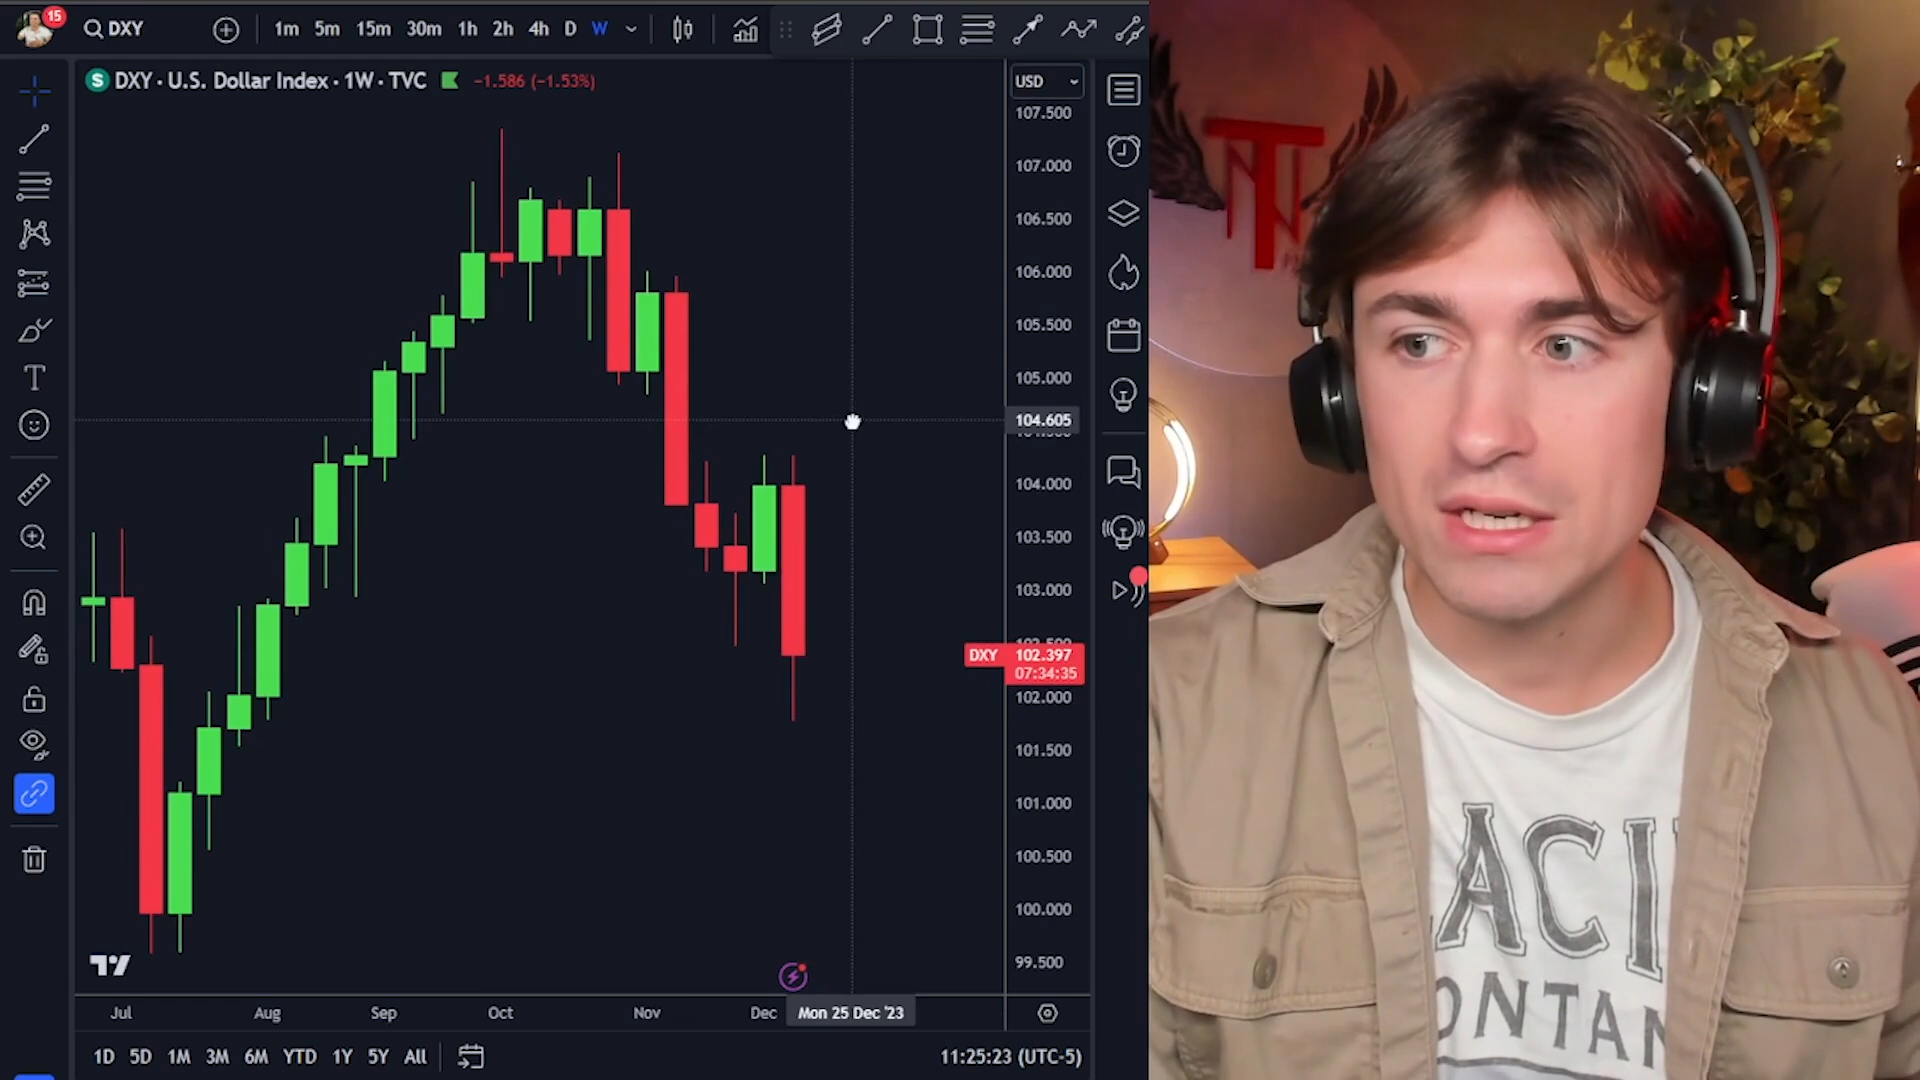 15
DXY
1m 5m 15m 30m 1h 2h 4h D W
S DXY · U.S. Dollar Index · 1W · TVC −1.586 (−1.53%)
USD
107.500
107.000
106.500
106.000
105.500
105.000
104.605
104.000
103.500
103.000
DXY 102.397
07:34:35
102.000
101.500
101.000
100.500
100.000
99.500
Jul Aug Sep Oct Nov Dec Mon 25 Dec '23
1D 5D 1M 3M 6M YTD 1Y 5Y All
11:25:23 (UTC-5)
TNT